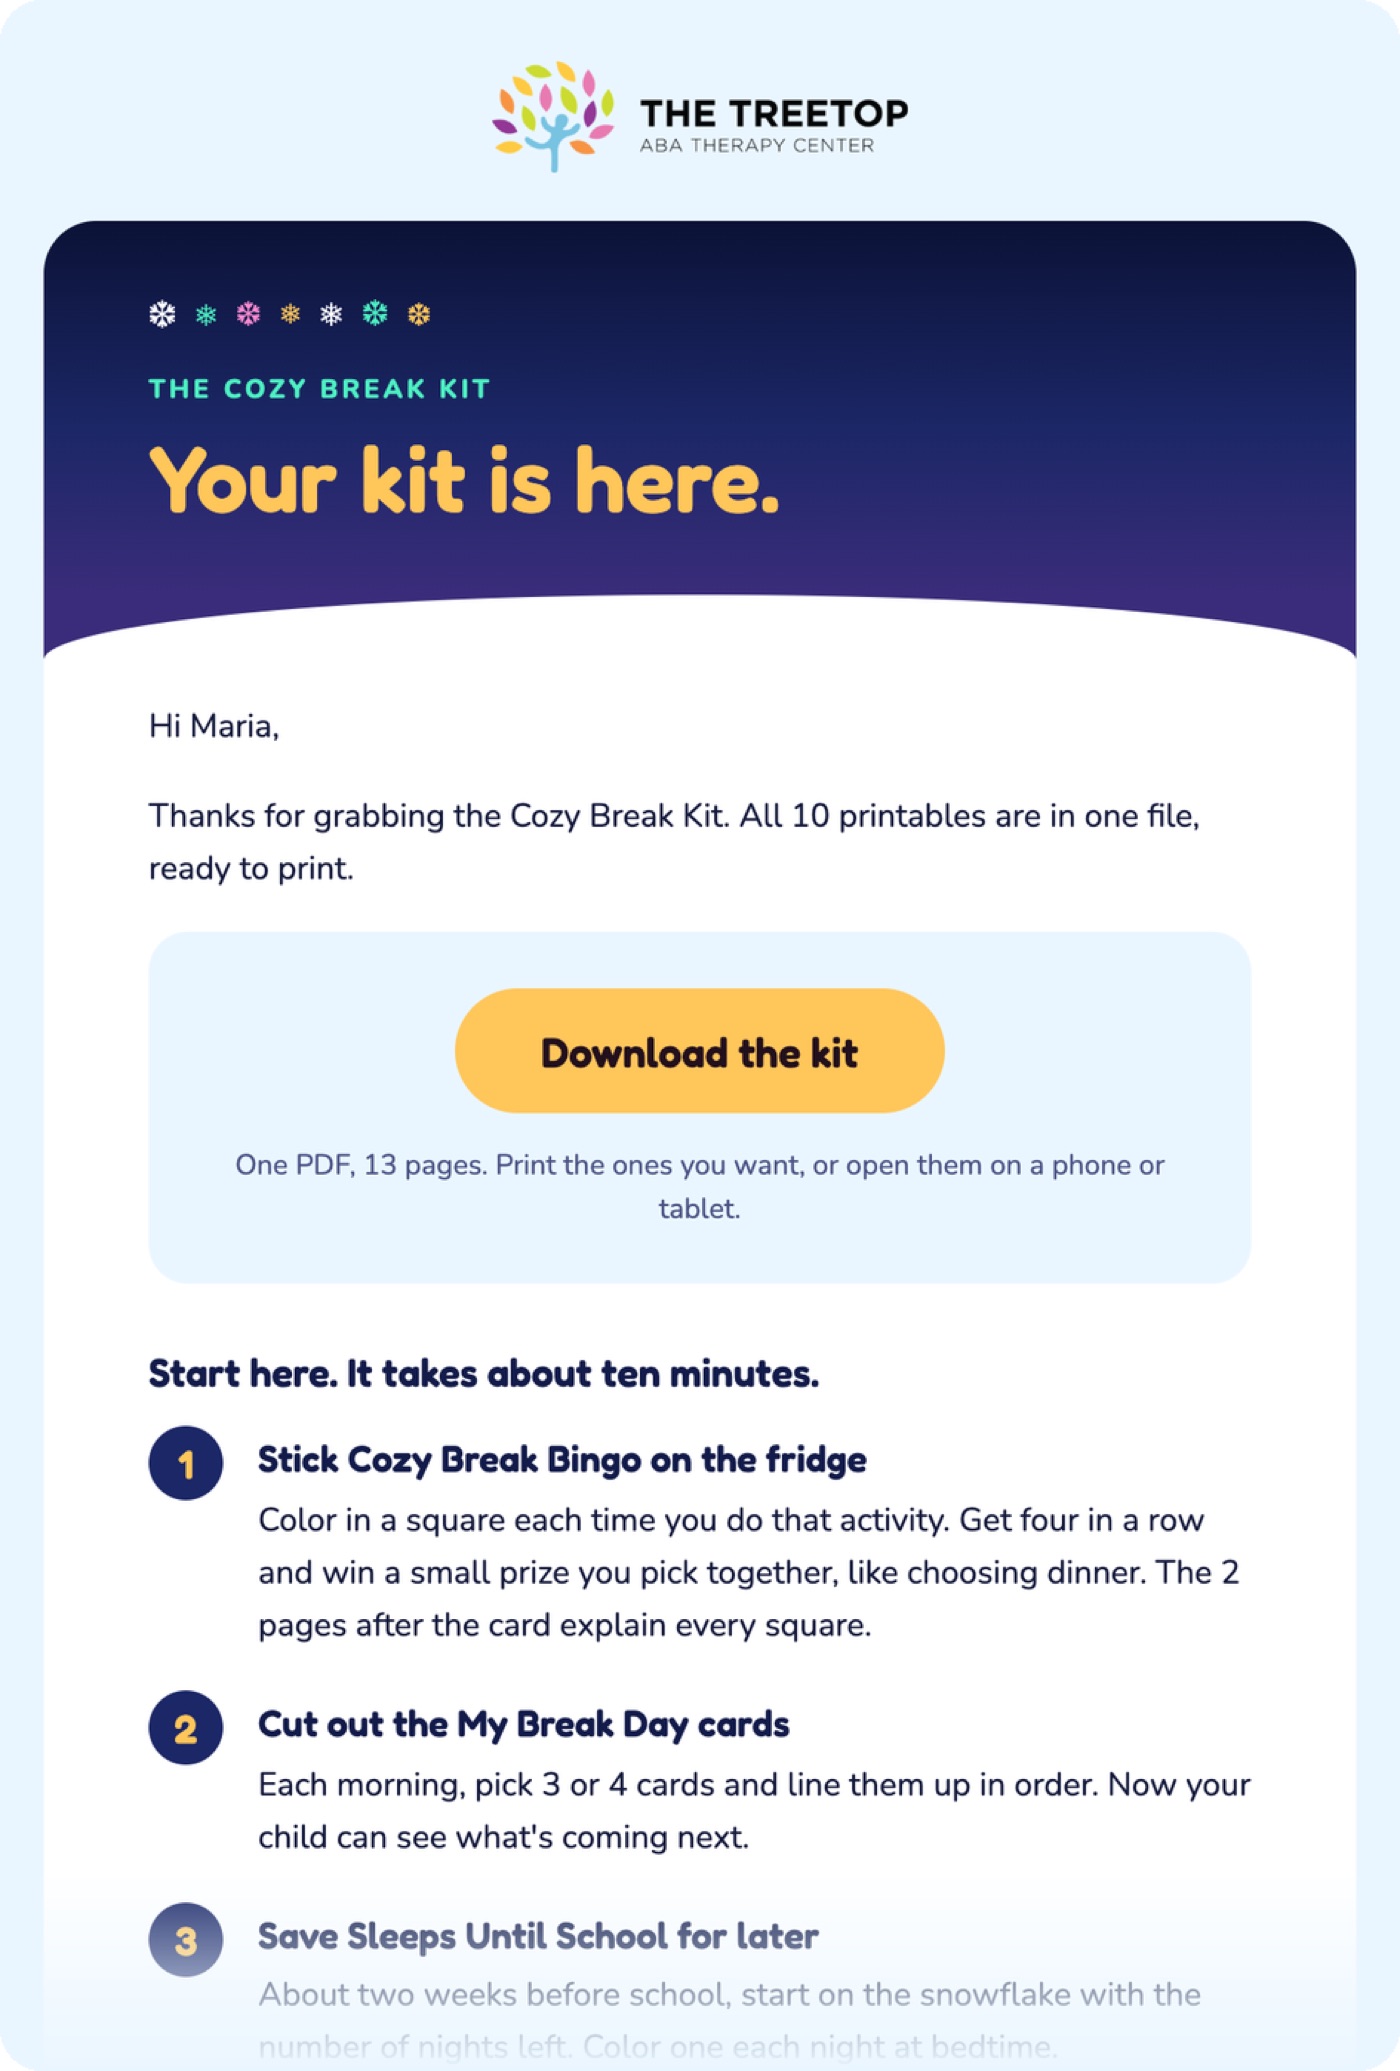 THE TREETOP
ABA THERAPY CENTER
THE COZY BREAK KIT
Your kit is here.
Hi Maria,
Thanks for grabbing the Cozy Break Kit. All 10 printables are in one file,
ready to print.
Download the kit
One PDF, 13 pages. Print the ones you want, or open them on a phone or
tablet.
Start here. It takes about ten minutes.
1
Stick Cozy Break Bingo on the fridge
Color in a square each time you do that activity. Get four in a row
and win a small prize you pick together, like choosing dinner. The 2
pages after the card explain every square.
2
Cut out the My Break Day cards
Each morning, pick 3 or 4 cards and line them up in order. Now your
child can see what's coming next.
3
Save Sleeps Until School for later
About two weeks before school, start on the snowflake with the
number of nights left. Color one each night at bedtime.